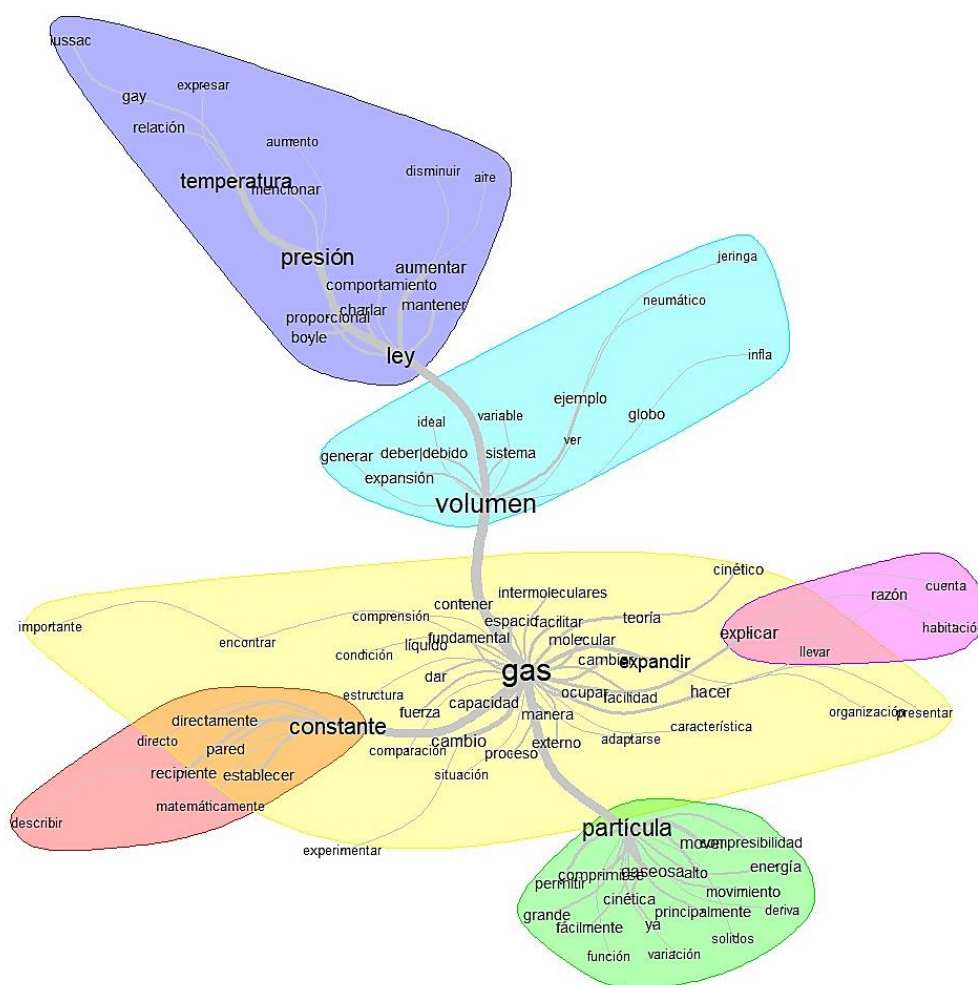 lussac
expresar
gay
relación
aumento
disminuir
aire
temperatura
mencionar
presión
aumentar
comportamiento
charlar
mantener
proporcional
boyle
ley
jeringa
neumático
infla
ejemplo
globo
variable
ideal
ver
generar
deber|debido
sistema
expansión
volumen
cinético
cuenta
razón
intermoleculares
contener
comprensión
espacio
facilitar
teoría
importante
encontrar
fundamental
molecular
explicar
habitación
líquido
llevar
condición
cambiar
expandir
gas
dar
estructura
ocupar
facilidad
hacer
capacidad
fuerza
manera
organización
presentar
directamente
constante
característica
directo
pared
comparación
cambio
proceso
externo
adaptarse
recipiente
establecer
situación
matemáticamente
describir
experimentar
partícula
mover
compresibilidad
comprimirse
gaseosa
alto
energía
permitir
cinética
movimiento
grande
principalmente
deriva
fácilmente
ya
solidos
función
variación